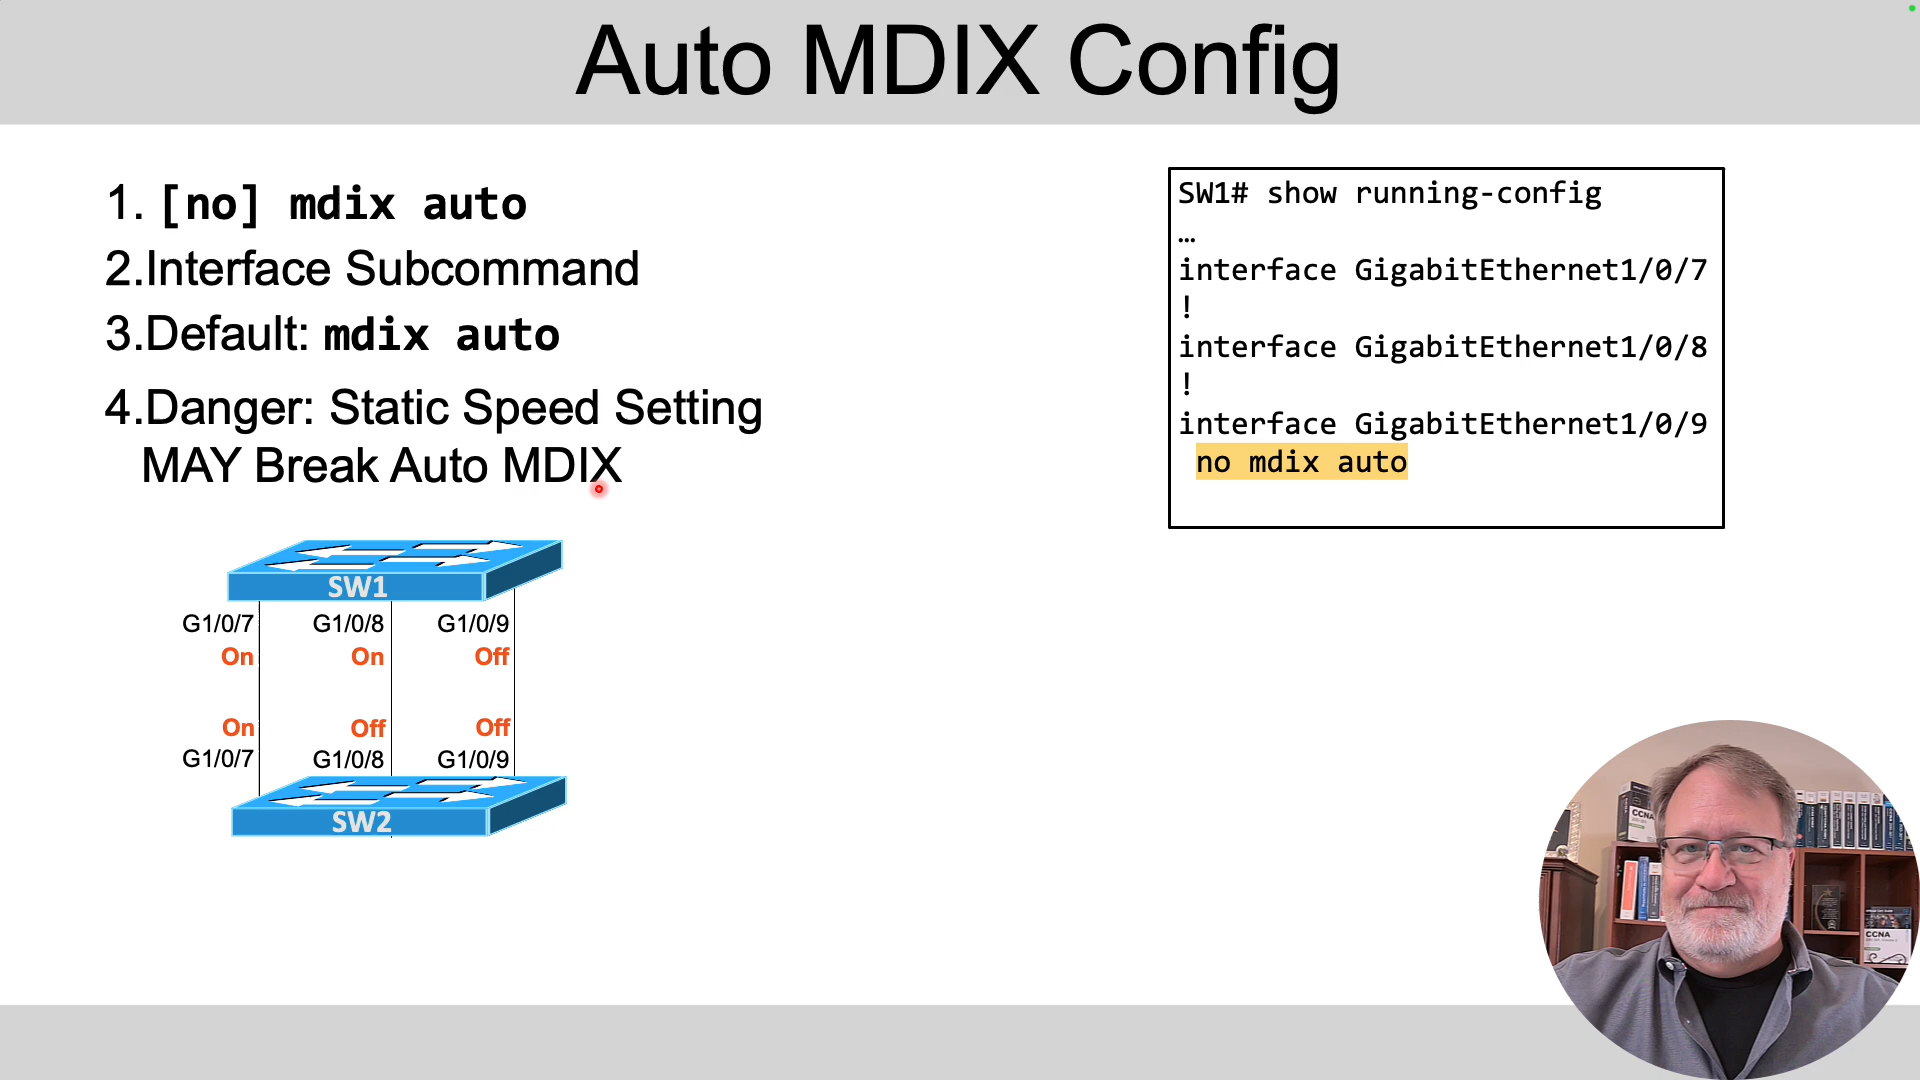 Auto MDIX Config
1. [no] mdix auto
2.Interface Subcommand
3.Default: mdix auto
4.Danger: Static Speed Setting
MAY Break Auto MDIX
SW1# show running-config
…
interface GigabitEthernet1/0/7
!
interface GigabitEthernet1/0/8
!
interface GigabitEthernet1/0/9
no mdix auto
SW1
G1/0/7 G1/0/8 G1/0/9
On On Off
On Off Off
G1/0/7 G1/0/8 G1/0/9
SW2
CCNA
CCNA